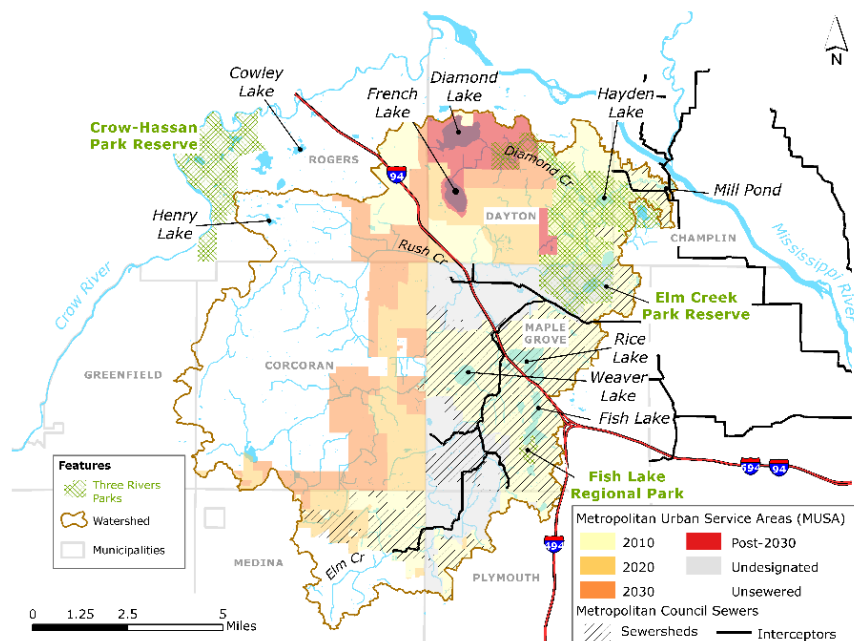 N
Cowley
Lake
Diamond
Lake
French
Lake
Hayden
Lake
Crow-Hassan
Park Reserve
ROGERS
94
Diamond Cr
Mill Pond
Henry
Lake
DAYTON
CHAMPLIN
Rush Cr
Mississippi River
Crow River
Elm Creek
Park Reserve
MAPLE
GROVE
Rice
Lake
GREENFIELD
CORCORAN
Weaver
Lake
Fish Lake
Features
Three Rivers
Parks
Watershed
Municipalities
Fish Lake
Regional Park
694
94
Metropolitan Urban Service Areas (MUSA)
2010
Post-2030
2020
Undesignated
2030
Unsewered
Metropolitan Council Sewers
Sewersheds
Interceptors
494
MEDINA
Elm Cr
PLYMOUTH
0 1.25 2.5 5
Miles